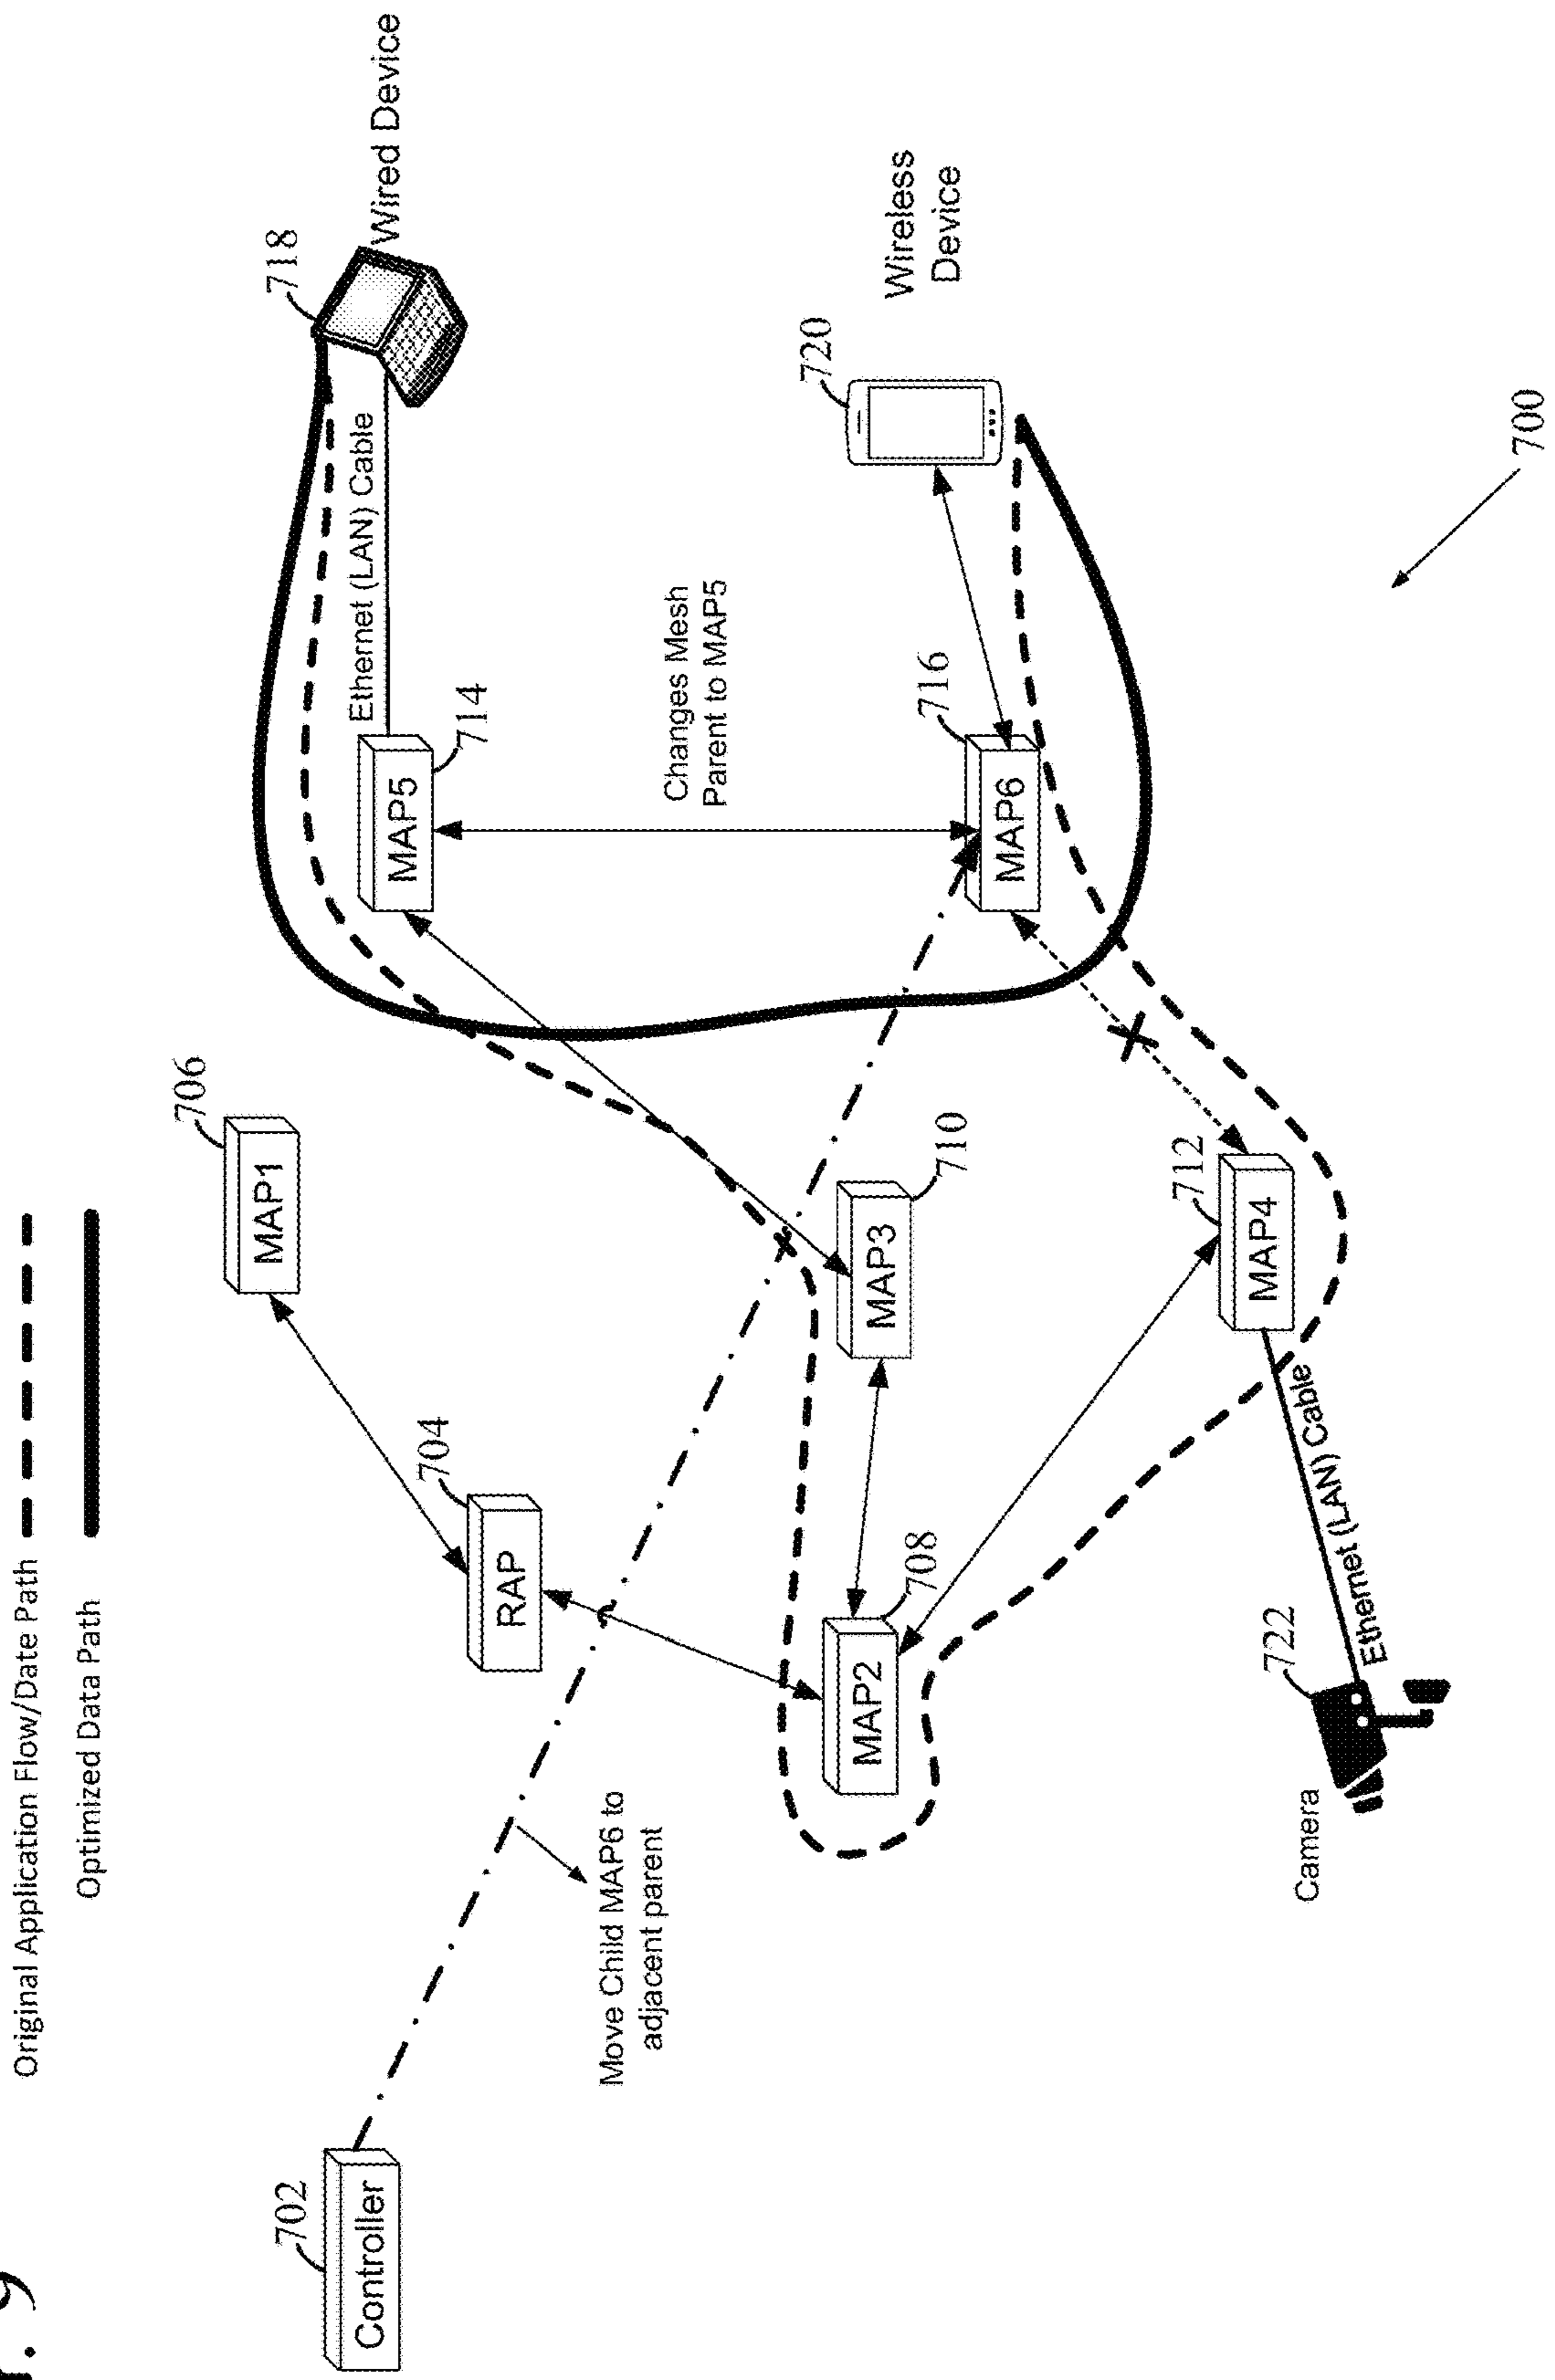 Original Application Flow/Date Path
Optimized Data Path
702
Controller
Move Child MAP6 to
adjacent parent
704
RAP
706
MAP1
708
MAP2
710
MAP3
712
MAP4
722
Camera
Ethernet (LAN) Cable
714
MAP5
Ethernet (LAN) Cable
718
Wired Device
Changes Mesh
Parent to MAP5
716
MAP6
720
Wireless
Device
700
9